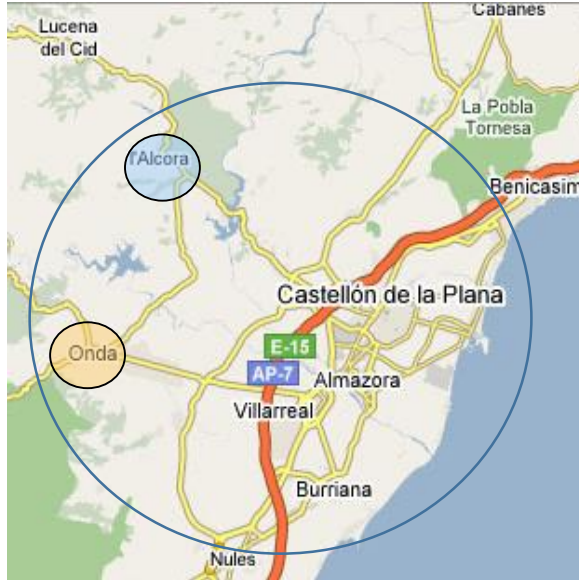 Cabanes
Lucena
del Cid
La Pobla
Tornesa
l'Alcora
Benicasim
Castellón de la Plana
E-15
Onda
AP-7
Almazora
Villarreal
Burriana
Nules